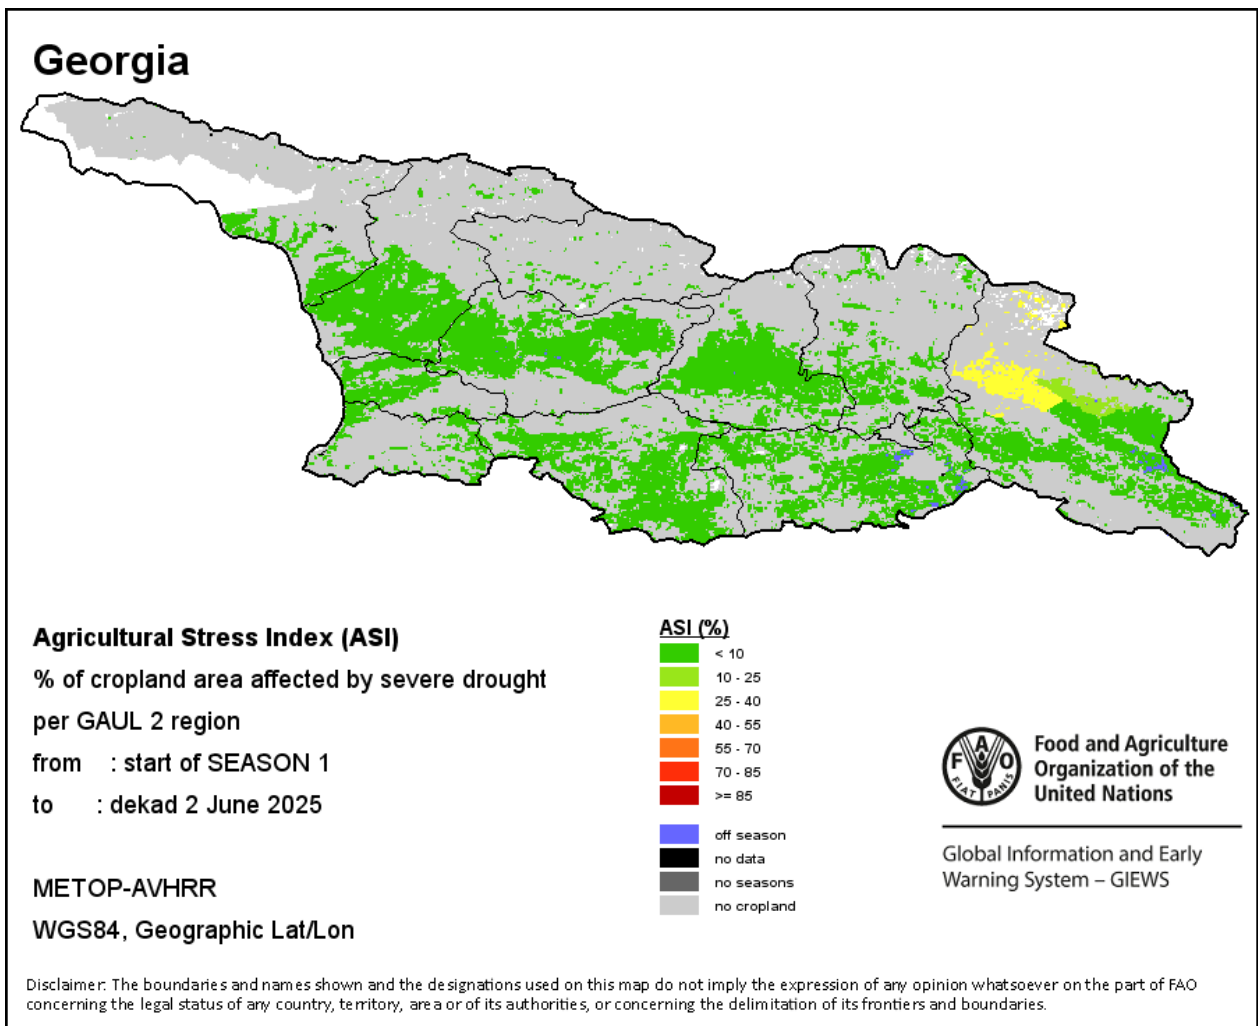 Georgia
Agricultural Stress Index (ASI)
% of cropland area affected by severe drought
per GAUL 2 region
from : start of SEASON 1
to : dekad 2 June 2025
METOP-AVHRR
WGS84, Geographic Lat/Lon
ASI (%)
< 10
10 - 25
25 - 40
40 - 55
55 - 70
70 - 85
>= 85
off season
no data
no seasons
no cropland
F A O
FIAT PANIS
Food and Agriculture
Organization of the
United Nations
Global Information and Early
Warning System – GIEWS
Disclaimer: The boundaries and names shown and the designations used on this map do not imply the expression of any opinion whatsoever on the part of FAO
concerning the legal status of any country, territory, area or of its authorities, or concerning the delimitation of its frontiers and boundaries.